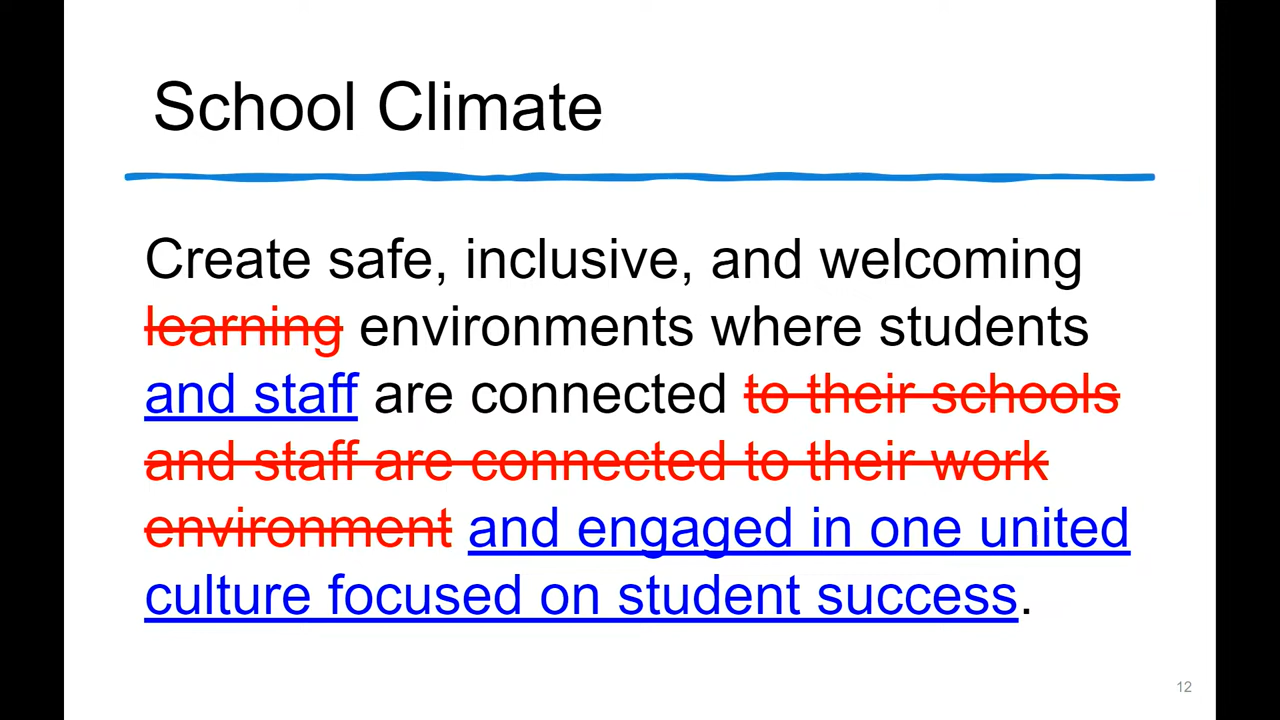 School Climate
Create safe, inclusive, and welcoming
learning environments where students
and staff are connected to their schools
and staff are connected to their work
environment and engaged in one united
culture focused on student success.
12